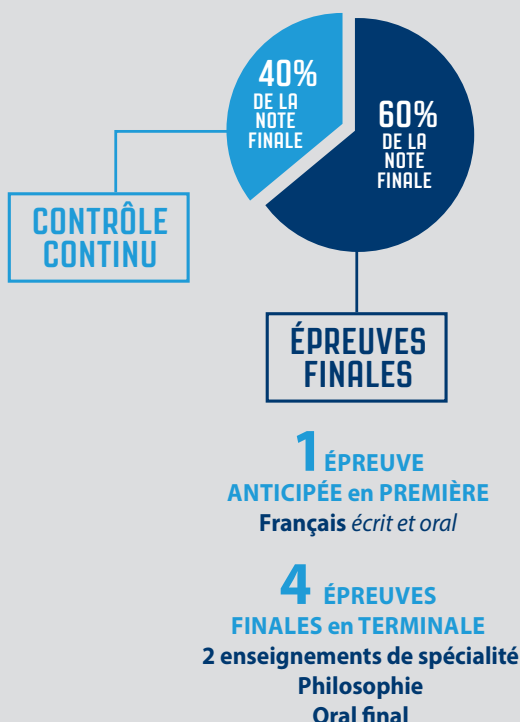 40%
DE LA
NOTE
FINALE
60%
DE LA
NOTE
FINALE
CONTRÔLE
CONTINU
ÉPREUVES
FINALES
1 ÉPREUVE
ANTICIPÉE en PREMIÈRE
Français écrit et oral
4 ÉPREUVES
FINALES en TERMINALE
2 enseignements de spécialité
Philosophie
Oral final